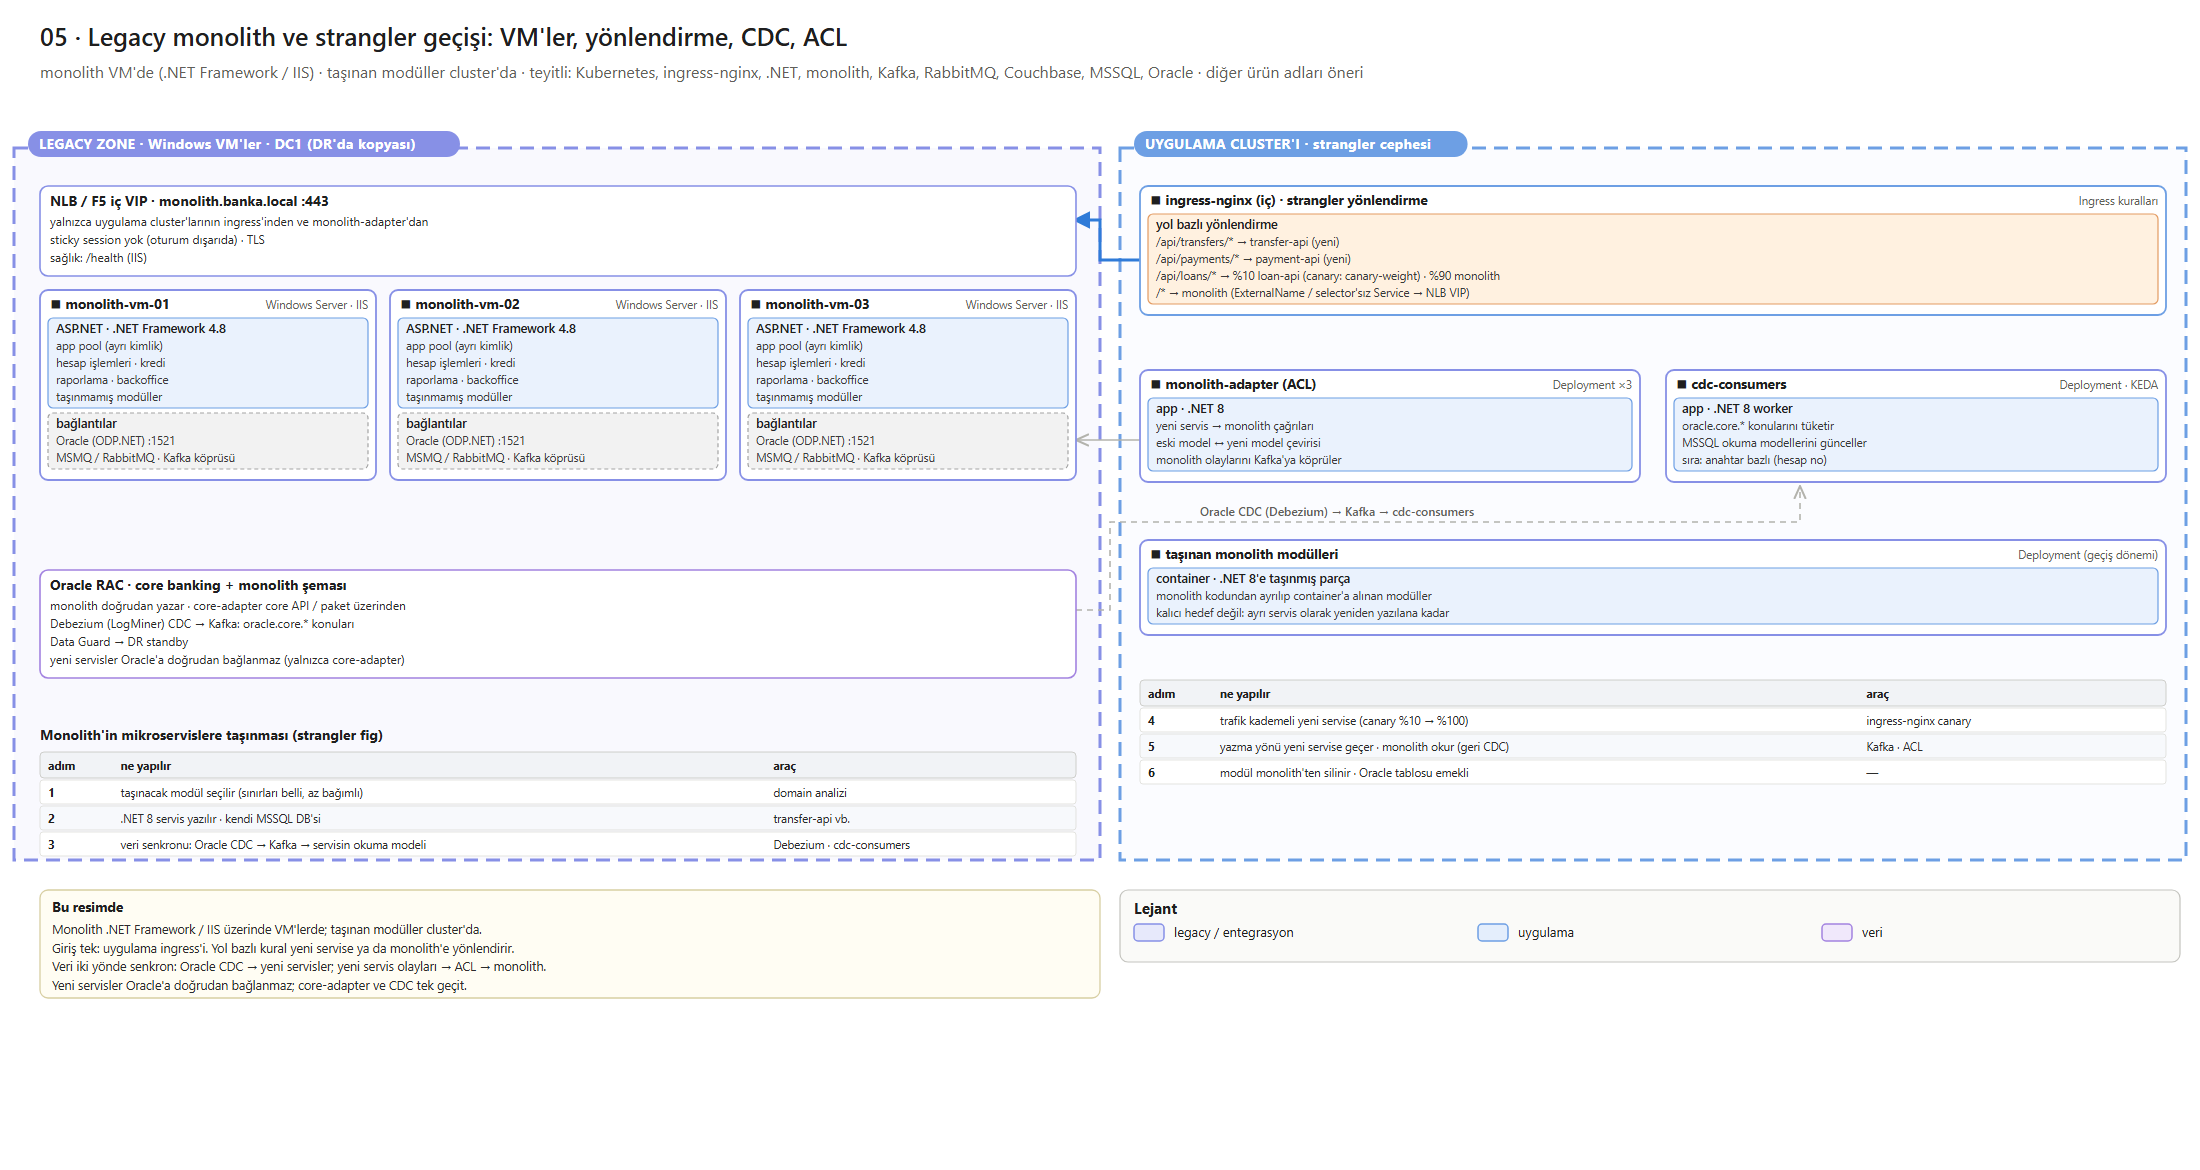 05 · Legacy monolith ve strangler geçişi: VM'ler, yönlendirme, CDC, ACL
monolith VM'de (.NET Framework / IIS) · taşınan modüller cluster'da · teyitli: Kubernetes, ingress-nginx, .NET, monolith, Kafka, RabbitMQ, Couchbase, MSSQL, Oracle · diğer ürün adları öneri
LEGACY ZONE · Windows VM'ler · DC1 (DR'da kopyası)
NLB / F5 iç VIP · monolith.banka.local :443
yalnızca uygulama cluster'larının ingress'inden ve monolith-adapter'dan
sticky session yok (oturum dışarıda) · TLS
sağlık: /health (IIS)
■ monolith-vm-01 Windows Server · IIS
ASP.NET · .NET Framework 4.8
app pool (ayrı kimlik)
hesap işlemleri · kredi
raporlama · backoffice
taşınmamış modüller
bağlantılar
Oracle (ODP.NET) :1521
MSMQ / RabbitMQ · Kafka köprüsü
■ monolith-vm-02 Windows Server · IIS
ASP.NET · .NET Framework 4.8
app pool (ayrı kimlik)
hesap işlemleri · kredi
raporlama · backoffice
taşınmamış modüller
bağlantılar
Oracle (ODP.NET) :1521
MSMQ / RabbitMQ · Kafka köprüsü
■ monolith-vm-03 Windows Server · IIS
ASP.NET · .NET Framework 4.8
app pool (ayrı kimlik)
hesap işlemleri · kredi
raporlama · backoffice
taşınmamış modüller
bağlantılar
Oracle (ODP.NET) :1521
MSMQ / RabbitMQ · Kafka köprüsü
Oracle RAC · core banking + monolith şeması
monolith doğrudan yazar · core-adapter core API / paket üzerinden
Debezium (LogMiner) CDC → Kafka: oracle.core.* konuları
Data Guard → DR standby
yeni servisler Oracle'a doğrudan bağlanmaz (yalnızca core-adapter)
Monolith'in mikroservislere taşınması (strangler fig)
adım ne yapılır araç
1 taşınacak modül seçilir (sınırları belli, az bağımlı) domain analizi
2 .NET 8 servis yazılır · kendi MSSQL DB'si transfer-api vb.
3 veri senkronu: Oracle CDC → Kafka → servisin okuma modeli Debezium · cdc-consumers
UYGULAMA CLUSTER'I · strangler cephesi
■ ingress-nginx (iç) · strangler yönlendirme Ingress kuralları
yol bazlı yönlendirme
/api/transfers/* → transfer-api (yeni)
/api/payments/* → payment-api (yeni)
/api/loans/* → %10 loan-api (canary: canary-weight) · %90 monolith
/* → monolith (ExternalName / selector'sız Service → NLB VIP)
■ monolith-adapter (ACL) Deployment ×3
app · .NET 8
yeni servis → monolith çağrıları
eski model ↔ yeni model çevirisi
monolith olaylarını Kafka'ya köprüler
■ cdc-consumers Deployment · KEDA
app · .NET 8 worker
oracle.core.* konularını tüketir
MSSQL okuma modellerini günceller
sıra: anahtar bazlı (hesap no)
Oracle CDC (Debezium) → Kafka → cdc-consumers
■ taşınan monolith modülleri Deployment (geçiş dönemi)
container · .NET 8'e taşınmış parça
monolith kodundan ayrılıp container'a alınan modüller
kalıcı hedef değil: ayrı servis olarak yeniden yazılana kadar
adım ne yapılır araç
4 trafik kademeli yeni servise (canary %10 → %100) ingress-nginx canary
5 yazma yönü yeni servise geçer · monolith okur (geri CDC) Kafka · ACL
6 modül monolith'ten silinir · Oracle tablosu emekli —
Bu resimde
Monolith .NET Framework / IIS üzerinde VM'lerde; taşınan modüller cluster'da.
Giriş tek: uygulama ingress'i. Yol bazlı kural yeni servise ya da monolith'e yönlendirir.
Veri iki yönde senkron: Oracle CDC → yeni servisler; yeni servis olayları → ACL → monolith.
Yeni servisler Oracle'a doğrudan bağlanmaz; core-adapter ve CDC tek geçit.
Lejant
legacy / entegrasyon uygulama veri